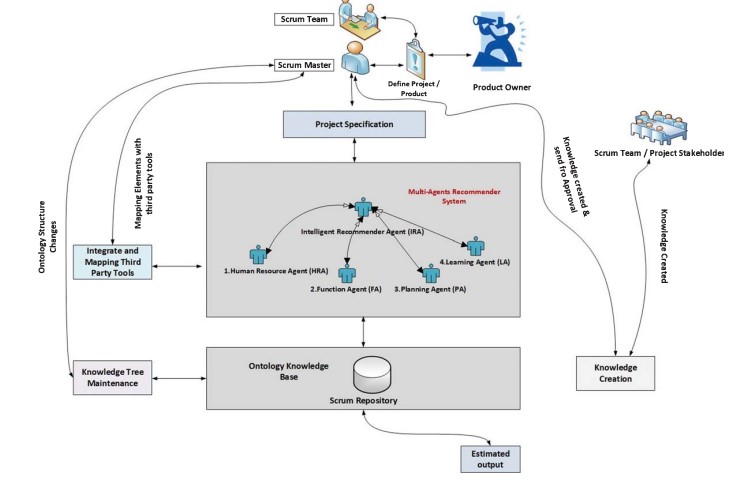 Scrum Team
Scrum Master
Define Project /
Product
Product Owner
Project Specification
Mapping Elements with
third party tools
Knowledge created &
send fro Approval
Scrum Team / Project Stakeholder
Multi-Agents Recommender
System
Intelligent Recommender Agent (IRA)
1.Human Resource Agent (HRA)
2.Function Agent (FA)
3.Planning Agent (PA)
4.Learning Agent (LA)
Ontology Structure
Changes
Integrate and
Mapping Third
Party Tools
Knowledge Created
Knowledge Tree
Maintenance
Ontology Knowledge
Base
Scrum Repository
Knowledge
Creation
Estimated
output